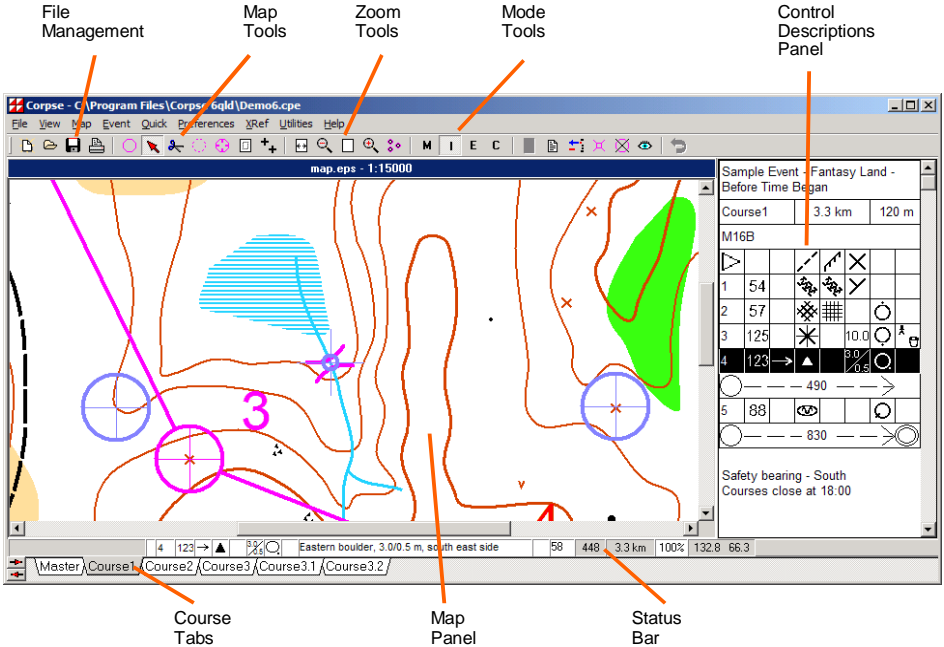 File
Management
Map
Tools
Zoom
Tools
Mode
Tools
Control
Descriptions
Panel
Corpse - C:\Program Files\Corpse 6qld\Demo6.cpe
File View Map Event Quick Preferences XRef Utilities Help
M I E C
map.eps - 1:15000
3
4
Sample Event - Fantasy Land -
Before Time Began
Course1 3.3 km 120 m
M16B
1 54
2 57
3 125 10.0
4 123 3.0/0.5
490
5 88
830
Safety bearing - South
Courses close at 18:00
4 123 3.0/0.5 Eastern boulder, 3.0/0.5 m, south east side 58 448 3.3 km 100% 132.8 66.3
Master Course1 Course2 Course3 Course3.1 Course3.2
Course
Tabs
Map
Panel
Status
Bar